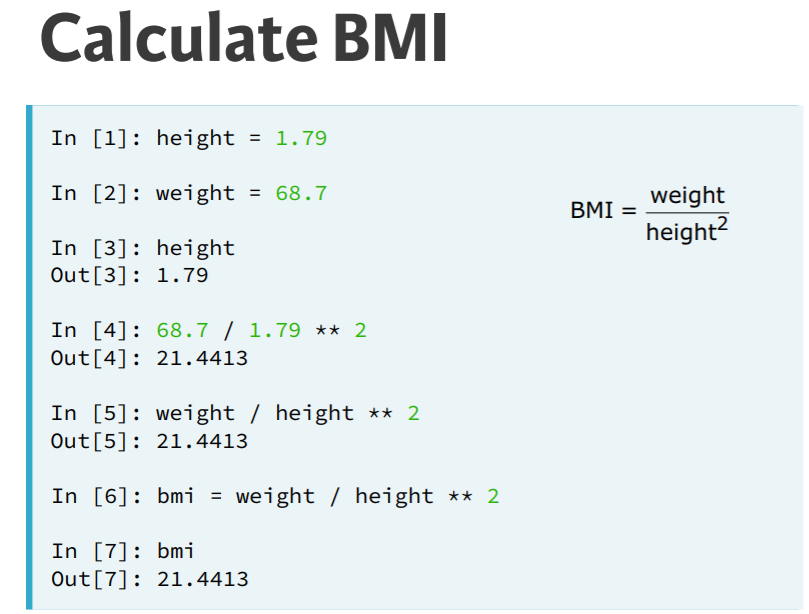 Calculate BMI
In [1]: height = 1.79
In [2]: weight = 68.7
In [3]: height
Out[3]: 1.79
In [4]: 68.7 / 1.79 ** 2
Out[4]: 21.4413
In [5]: weight / height ** 2
Out[5]: 21.4413
In [6]: bmi = weight / height ** 2
In [7]: bmi
Out[7]: 21.4413
BMI = weight
height²